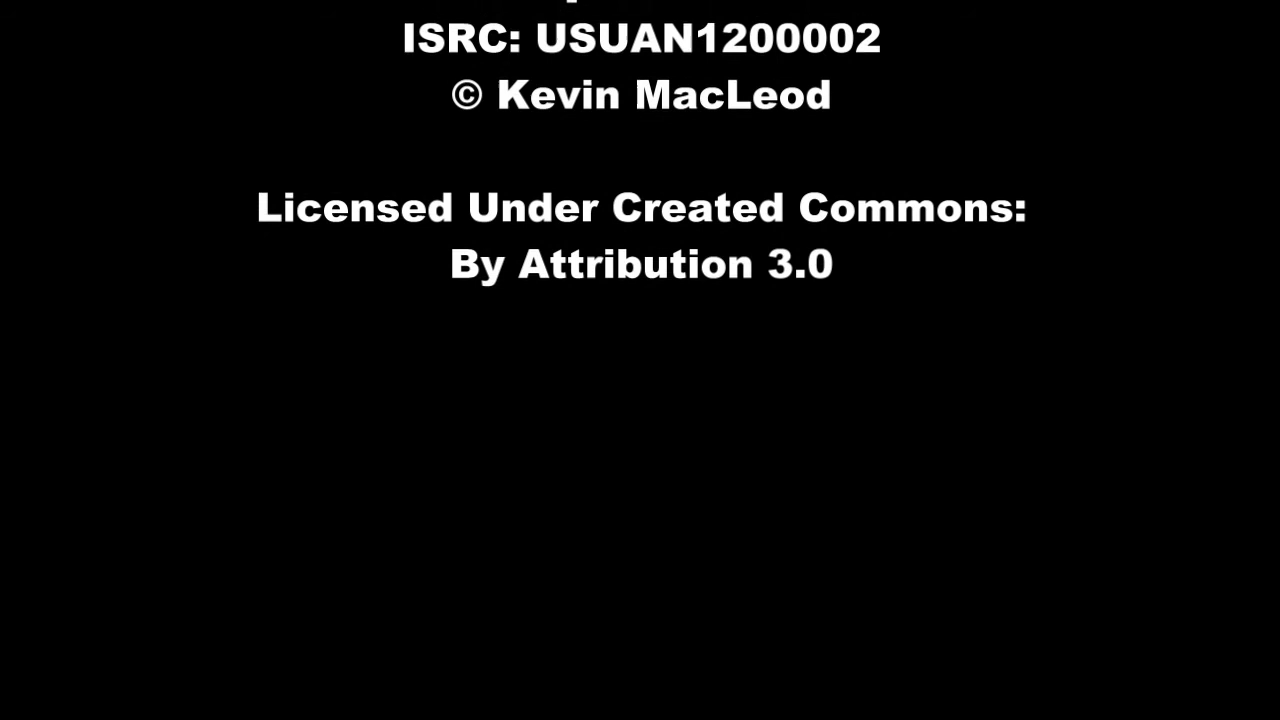 ISRC: USUAN1200002
© Kevin MacLeod
Licensed Under Created Commons:
By Attribution 3.0